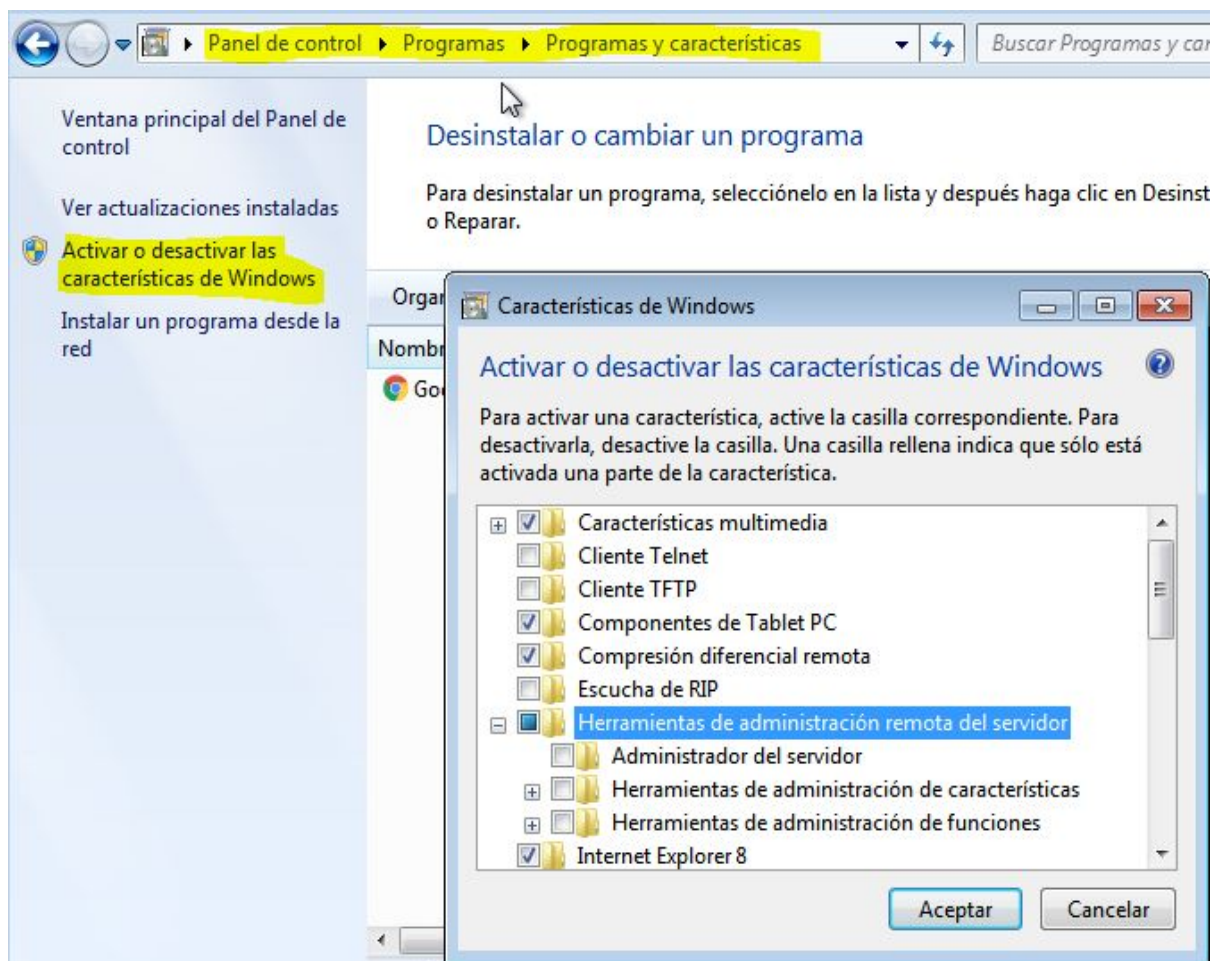 Panel de control ▸ Programas ▸ Programas y características
Buscar Programas y car
Ventana principal del Panel de
control
Ver actualizaciones instaladas
Activar o desactivar las
características de Windows
Instalar un programa desde la
red
Desinstalar o cambiar un programa
Para desinstalar un programa, selecciónelo en la lista y después haga clic en Desinst
o Reparar.
Organ
Nombr
Goo
Características de Windows
Activar o desactivar las características de Windows
Para activar una característica, active la casilla correspondiente. Para
desactivarla, desactive la casilla. Una casilla rellena indica que sólo está
activada una parte de la característica.
Características multimedia
Cliente Telnet
Cliente TFTP
Componentes de Tablet PC
Compresión diferencial remota
Escucha de RIP
Herramientas de administración remota del servidor
Administrador del servidor
Herramientas de administración de características
Herramientas de administración de funciones
Internet Explorer 8
Aceptar
Cancelar